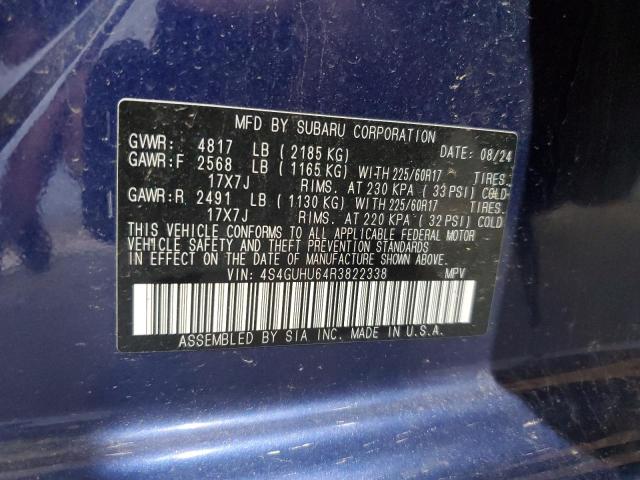 MFD BY SUBARU CORPORATION
GVWR: 4817 LB ( 2185 KG) DATE: 08/24
GAWR:F 2568 LB ( 1165 KG) WITH 225/60R17 TIRES.
17X7J RIMS. AT 230 KPA ( 33 PSI) COLD
GAWR:R 2491 LB ( 1130 KG) WITH 225/60R17 TIRES.
17X7J RIMS. AT 220 KPA ( 32 PSI) COLD
THIS VEHICLE CONFORMS TO ALL APPLICABLE FEDERAL MOTOR
VEHICLE SAFETY AND THEFT PREVENTION STANDARDS
IN EFFECT ON THE DATE OF MANUFACTURE SHOWN ABOVE.
VIN: 4S4GUHU64R3822338 MPV
ASSEMBLED BY SIA INC. MADE IN U.S.A.